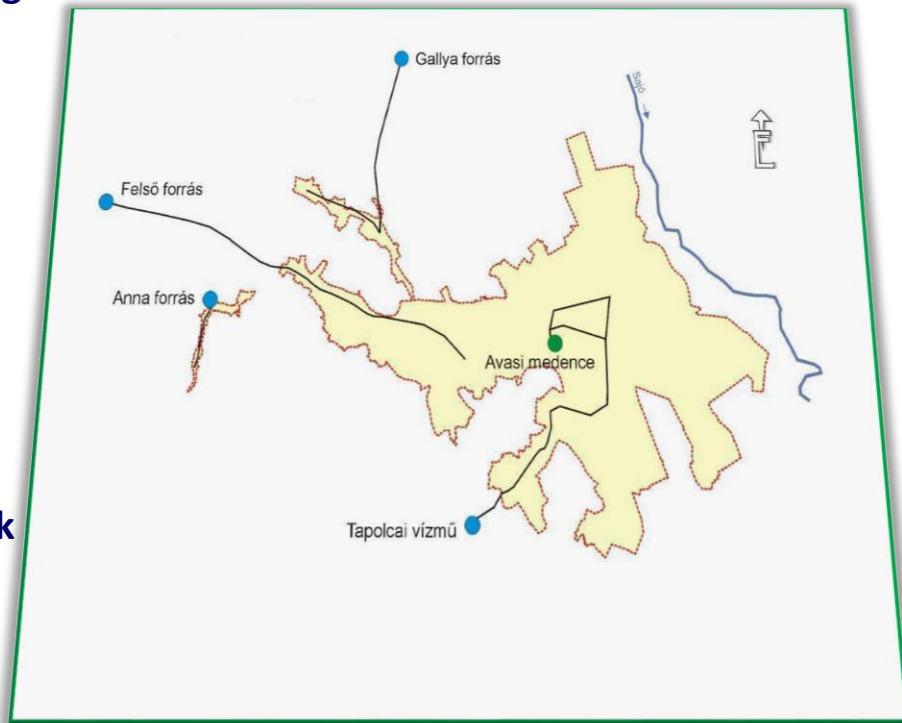 g
Gallya forrás
Sajó
É
Felső forrás
Anna forrás
Avasi medence
Tapolcai vízmű
k